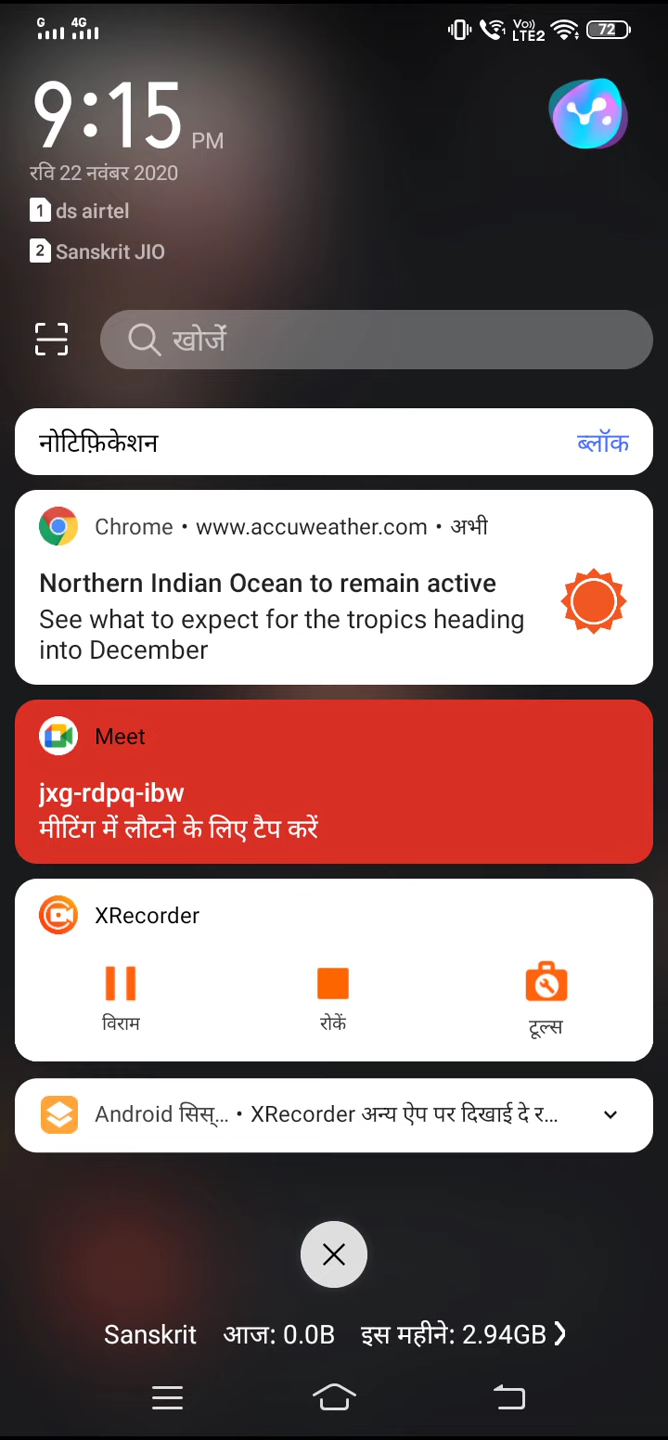 G 4G
Vo)) LTE2 72
9:15 PM
रवि 22 नवंबर 2020
1 ds airtel
2 Sanskrit JIO
खोजें
नोटिफ़िकेशन ब्लॉक
Chrome • www.accuweather.com • अभी
Northern Indian Ocean to remain active
See what to expect for the tropics heading
into December
Meet
jxg-rdpq-ibw
मीटिंग में लौटने के लिए टैप करें
XRecorder
विराम रोकें टूल्स
Android सिस्... • XRecorder अन्य ऐप पर दिखाई दे र...
Sanskrit आज: 0.0B इस महीने: 2.94GB